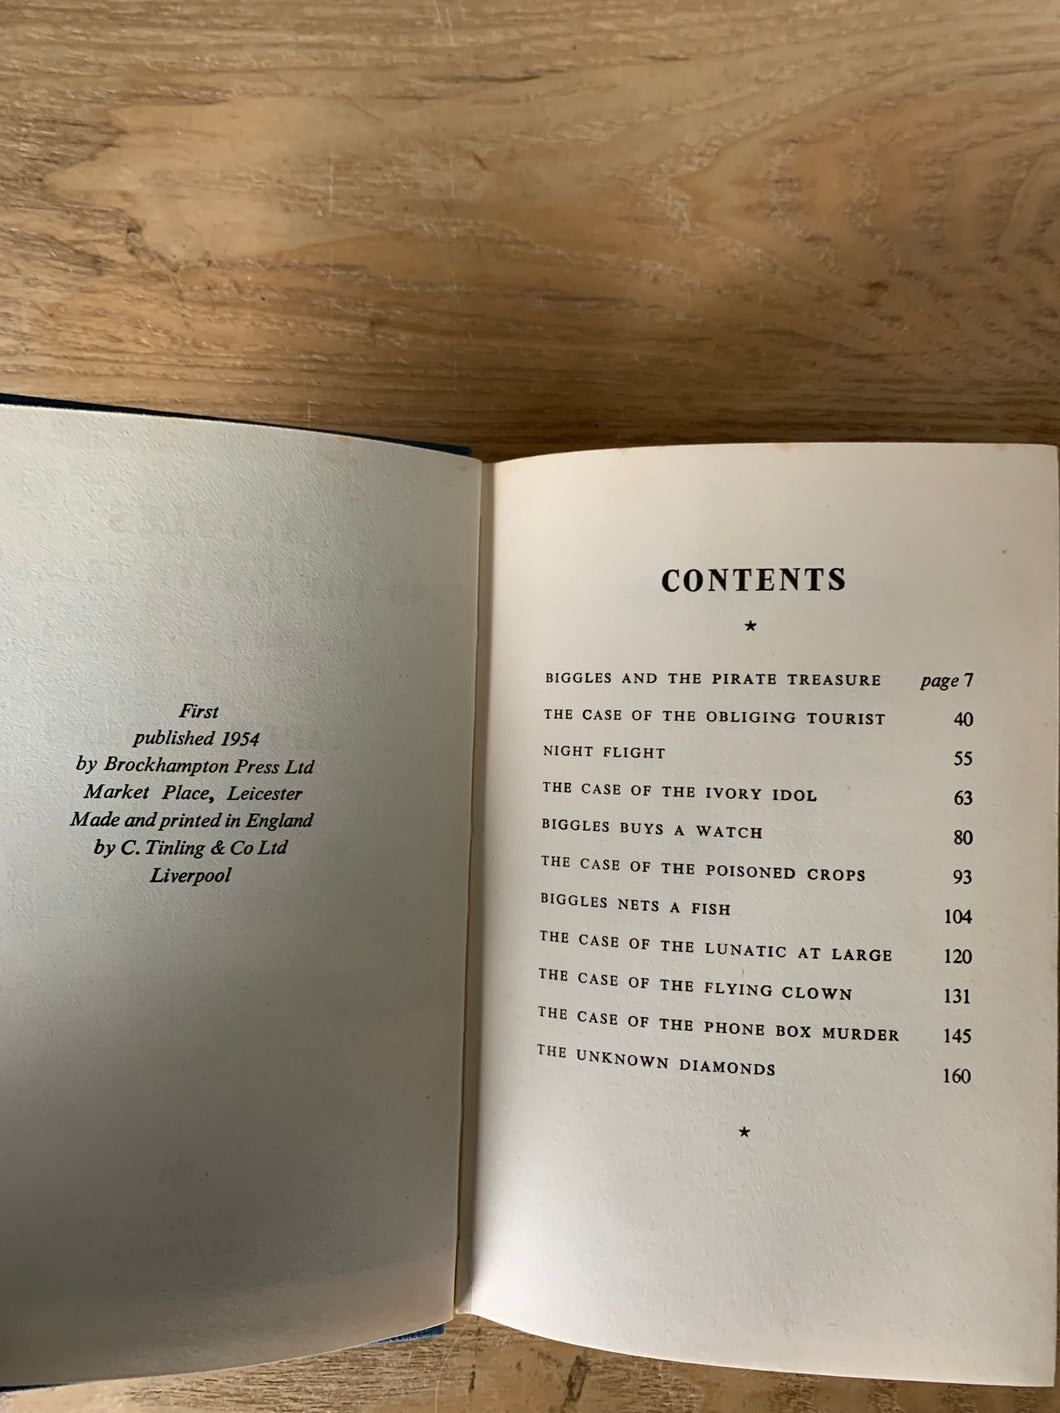 First
published 1954
by Brockhampton Press Ltd
Market Place, Leicester
Made and printed in England
by C. Tinling & Co Ltd
Liverpool
CONTENTS
★
BIGGLES AND THE PIRATE TREASURE page 7
THE CASE OF THE OBLIGING TOURIST 40
NIGHT FLIGHT 55
THE CASE OF THE IVORY IDOL 63
BIGGLES BUYS A WATCH 80
THE CASE OF THE POISONED CROPS 93
BIGGLES NETS A FISH 104
THE CASE OF THE LUNATIC AT LARGE 120
THE CASE OF THE FLYING CLOWN 131
THE CASE OF THE PHONE BOX MURDER 145
THE UNKNOWN DIAMONDS 160
★